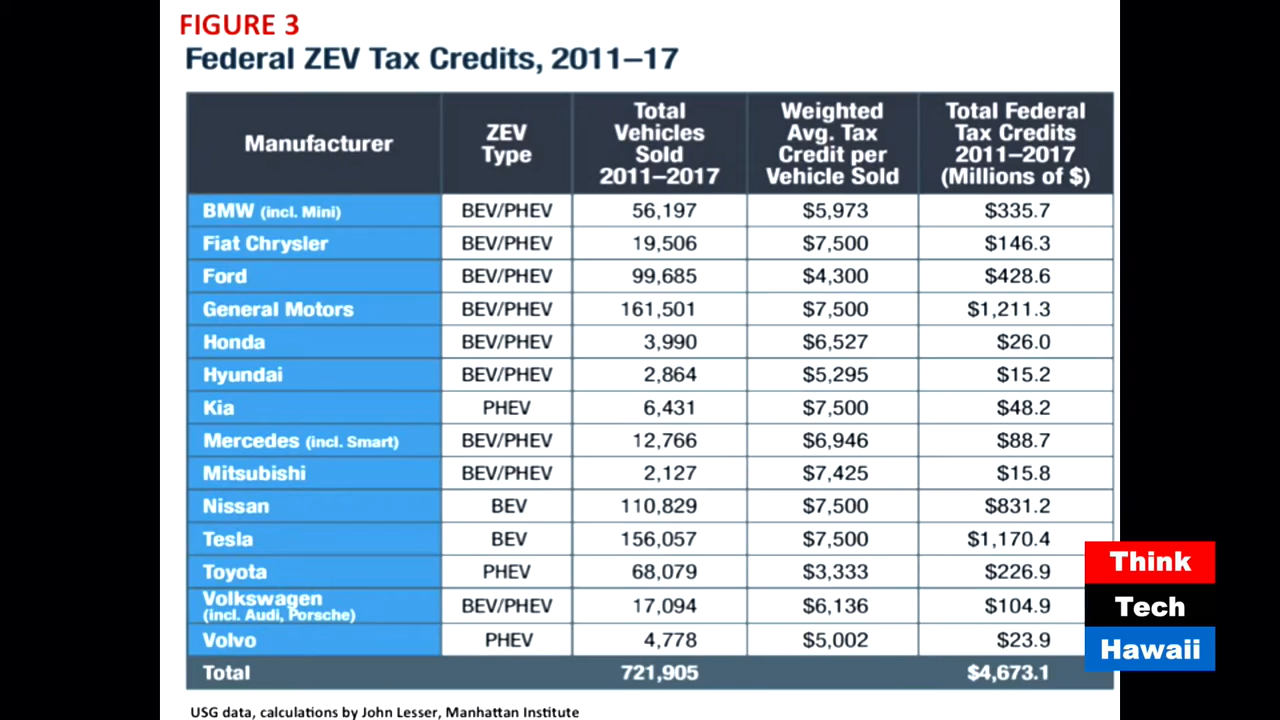 FIGURE 3
Federal ZEV Tax Credits, 2011–17
Manufacturer ZEV Type Total Vehicles Sold 2011–2017 Weighted Avg. Tax Credit per Vehicle Sold Total Federal Tax Credits 2011–2017 (Millions of $)
BMW (incl. Mini) BEV/PHEV 56,197 $5,973 $335.7
Fiat Chrysler BEV/PHEV 19,506 $7,500 $146.3
Ford BEV/PHEV 99,685 $4,300 $428.6
General Motors BEV/PHEV 161,501 $7,500 $1,211.3
Honda BEV/PHEV 3,990 $6,527 $26.0
Hyundai BEV/PHEV 2,864 $5,295 $15.2
Kia PHEV 6,431 $7,500 $48.2
Mercedes (incl. Smart) BEV/PHEV 12,766 $6,946 $88.7
Mitsubishi BEV/PHEV 2,127 $7,425 $15.8
Nissan BEV 110,829 $7,500 $831.2
Tesla BEV 156,057 $7,500 $1,170.4
Toyota PHEV 68,079 $3,333 $226.9
Volkswagen (incl. Audi, Porsche) BEV/PHEV 17,094 $6,136 $104.9
Volvo PHEV 4,778 $5,002 $23.9
Total 721,905 $4,673.1
USG data, calculations by John Lesser, Manhattan Institute
Think
Tech
Hawaii